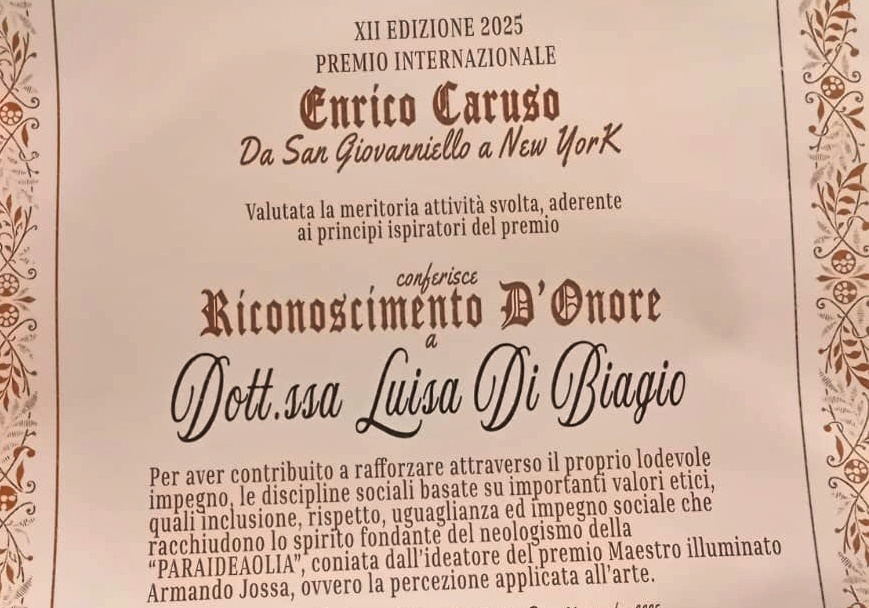 XII EDIZIONE 2025
PREMIO INTERNAZIONALE
Enrico Caruso
Da San Giovanniello a New YorK
Valutata la meritoria attività svolta, aderente
ai principi ispiratori del premio
conferisce
Riconoscimento D'Onore
a
Dott.ssa Luisa Di Biagio
Per aver contribuito a rafforzare attraverso il proprio lodevole
impegno, le discipline sociali basate su importanti valori etici,
quali inclusione, rispetto, uguaglianza ed impegno sociale che
racchiudono lo spirito fondante del neologismo della
“PARAIDEAOLIA”, coniata dall'ideatore del premio Maestro illuminato
Armando Jossa, ovvero la percezione applicata all'arte.